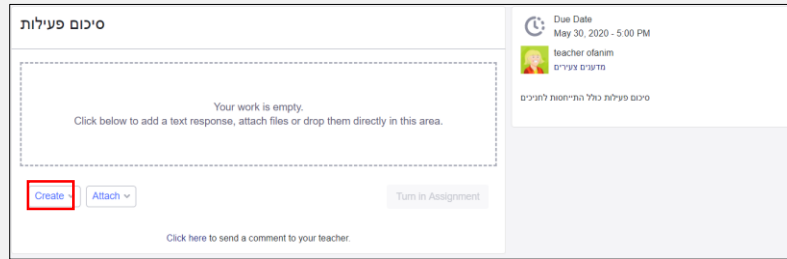 סיכום פעילות
Your work is empty.
Click below to add a text response, attach files or drop them directly in this area.
Create
Attach
Turn in Assignment
Click here to send a comment to your teacher.
Due Date
May 30, 2020 - 5:00 PM
teacher ofanim
מדענים צעירים
סיכום פעילות כולל התייחסות לחניכים